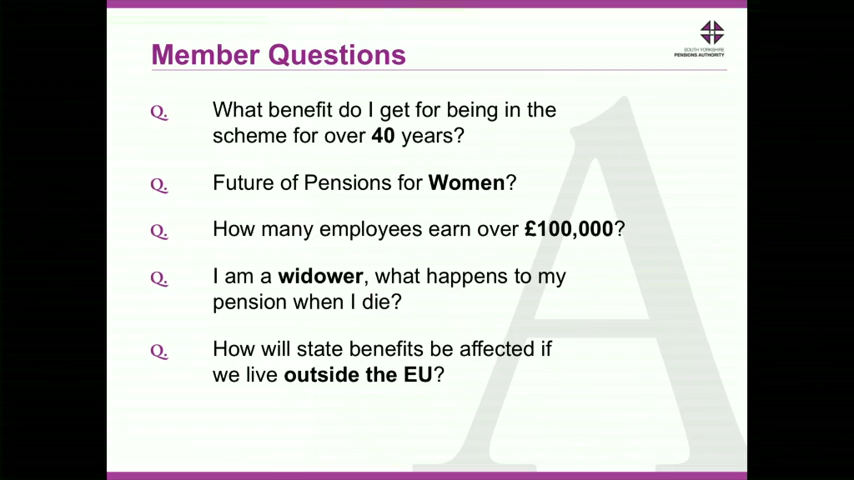 Member Questions
SOUTH YORKSHIRE
PENSIONS AUTHORITY
Q. What benefit do I get for being in the
scheme for over 40 years?
Q. Future of Pensions for Women?
Q. How many employees earn over £100,000?
Q. I am a widower, what happens to my
pension when I die?
Q. How will state benefits be affected if
we live outside the EU?
A